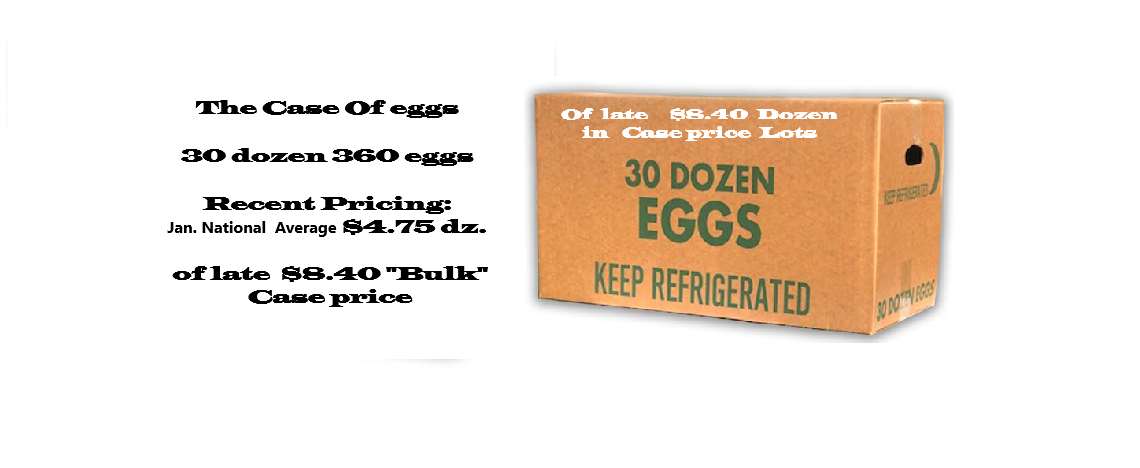 The Case Of eggs
30 dozen 360 eggs
Recent Pricing:
Jan. National Average $4.75 dz.
of late $8.40 "Bulk"
Case price
Of late $8.40 Dozen
in Case price Lots
30 DOZEN
EGGS
KEEP REFRIGERATED
KEEP REFRIGERATED
30 DOZEN EGGS